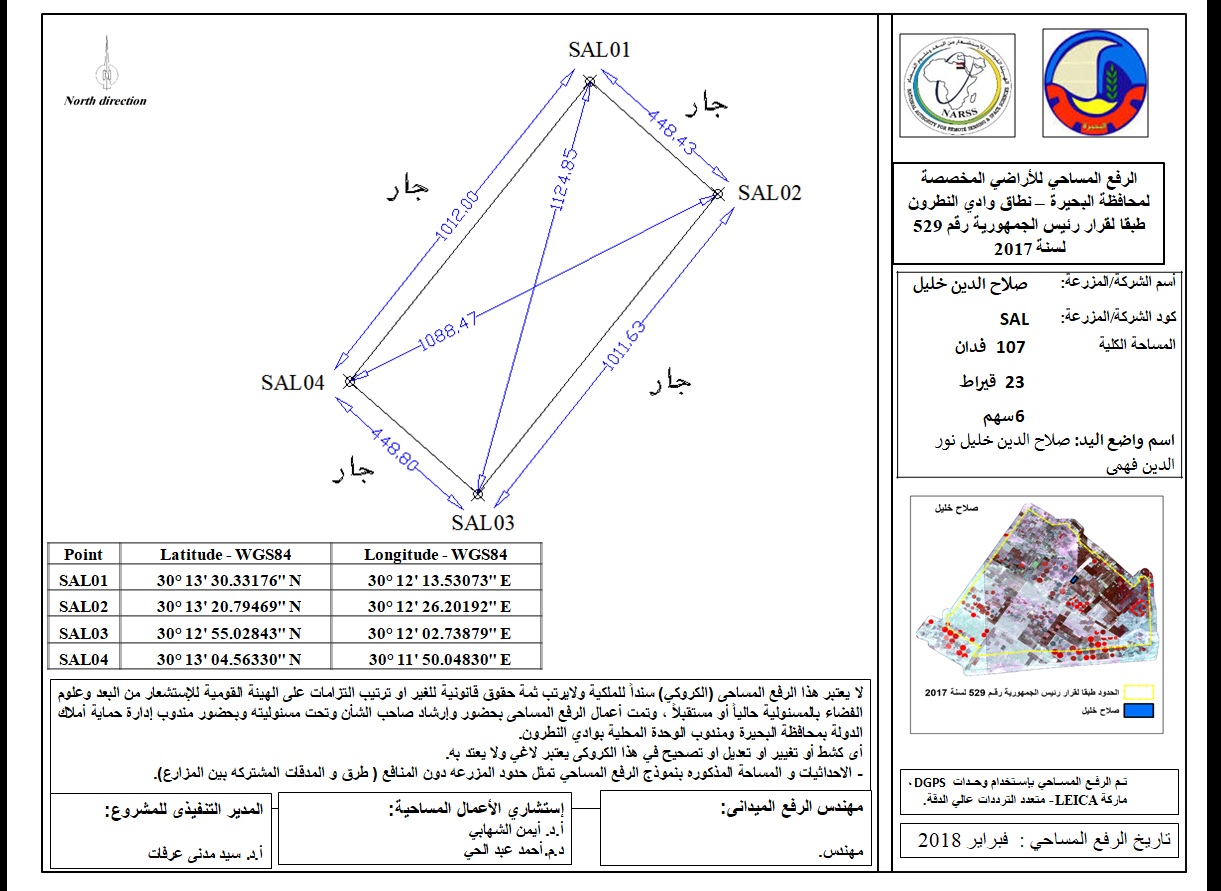 North direction
SAL01
جار
448.43
SAL02
1124.85
جار
1012.00
1088.47
1011.63
جار
SAL04
448.80
جار
SAL03
Point Latitude - WGS84 Longitude - WGS84
SAL01 30° 13' 30.33176" N 30° 12' 13.53073" E
SAL02 30° 13' 20.79469" N 30° 12' 26.20192" E
SAL03 30° 12' 55.02843" N 30° 12' 02.73879" E
SAL04 30° 13' 04.56330" N 30° 11' 50.04830" E
لا يعتبر هذا الرفع المساحى (الكروكي) سنداً للملكية ولايرتب ثمة حقوق قانونية للغير او ترتيب التزامات على الهيئة القومية للإستشعار من البعد وعلوم
الفضاء بالمسئولية حالياً أو مستقبلاً ، وتمت أعمال الرفع المساحى بحضور وإرشاد صاحب الشأن وتحت مسئوليته وبحضور مندوب إدارة حماية أملاك
الدولة بمحافظة البحيرة ومندوب الوحدة المحلية بوادي النطرون.
أى كشط أو تغيير او تعديل او تصحيح في هذا الكروكى يعتبر لاغي ولا يعتد به.
- الاحداثيات و المساحة المذكوره بنموذج الرفع المساحي تمثل حدود المزرعه دون المنافع ( طرق و المدقات المشتركه بين المزارع).
مهندس الرفع الميدانى:
مهندس.
إستشاري الأعمال المساحية:
أ.د. أيمن الشهابي
د.م.أحمد عبد الحي
المدير التنفيذى للمشروع:
أ.د. سيد مدنى عرفات
NARSS
NATIONAL AUTHORITY FOR REMOTE SENSING & SPACE SCIENCES
البحيرة
الرفع المساحي للأراضي المخصصة
لمحافظة البحيرة – نطاق وادي النطرون
طبقا لقرار رئيس الجمهورية رقم 529
لسنة 2017
أسم الشركة/المزرعة: صلاح الدين خليل
كود الشركة/المزرعة: SAL
المساحة الكلية 107 فدان
23 قيراط
6سهم
اسم واضع اليد: صلاح الدين خليل نور
الدين فهمى
صلاح خليل
الحدود طبقا لقرار رئيس الجمهورية رقم 529 لسنة 2017
صلاح خليل
تم الرفع المساحي بإستخدام وحدات DGPS ،
ماركة LEICA- متعدد الترددات عالي الدقة.
تاريخ الرفع المساحي : فبراير 2018